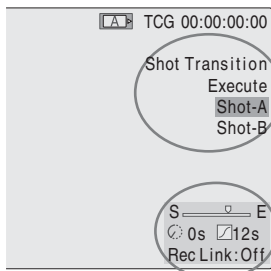 A TCG 00:00:00:00
Shot Transition
Execute
Shot-A
Shot-B
S E
0s 12s
Rec Link:Off